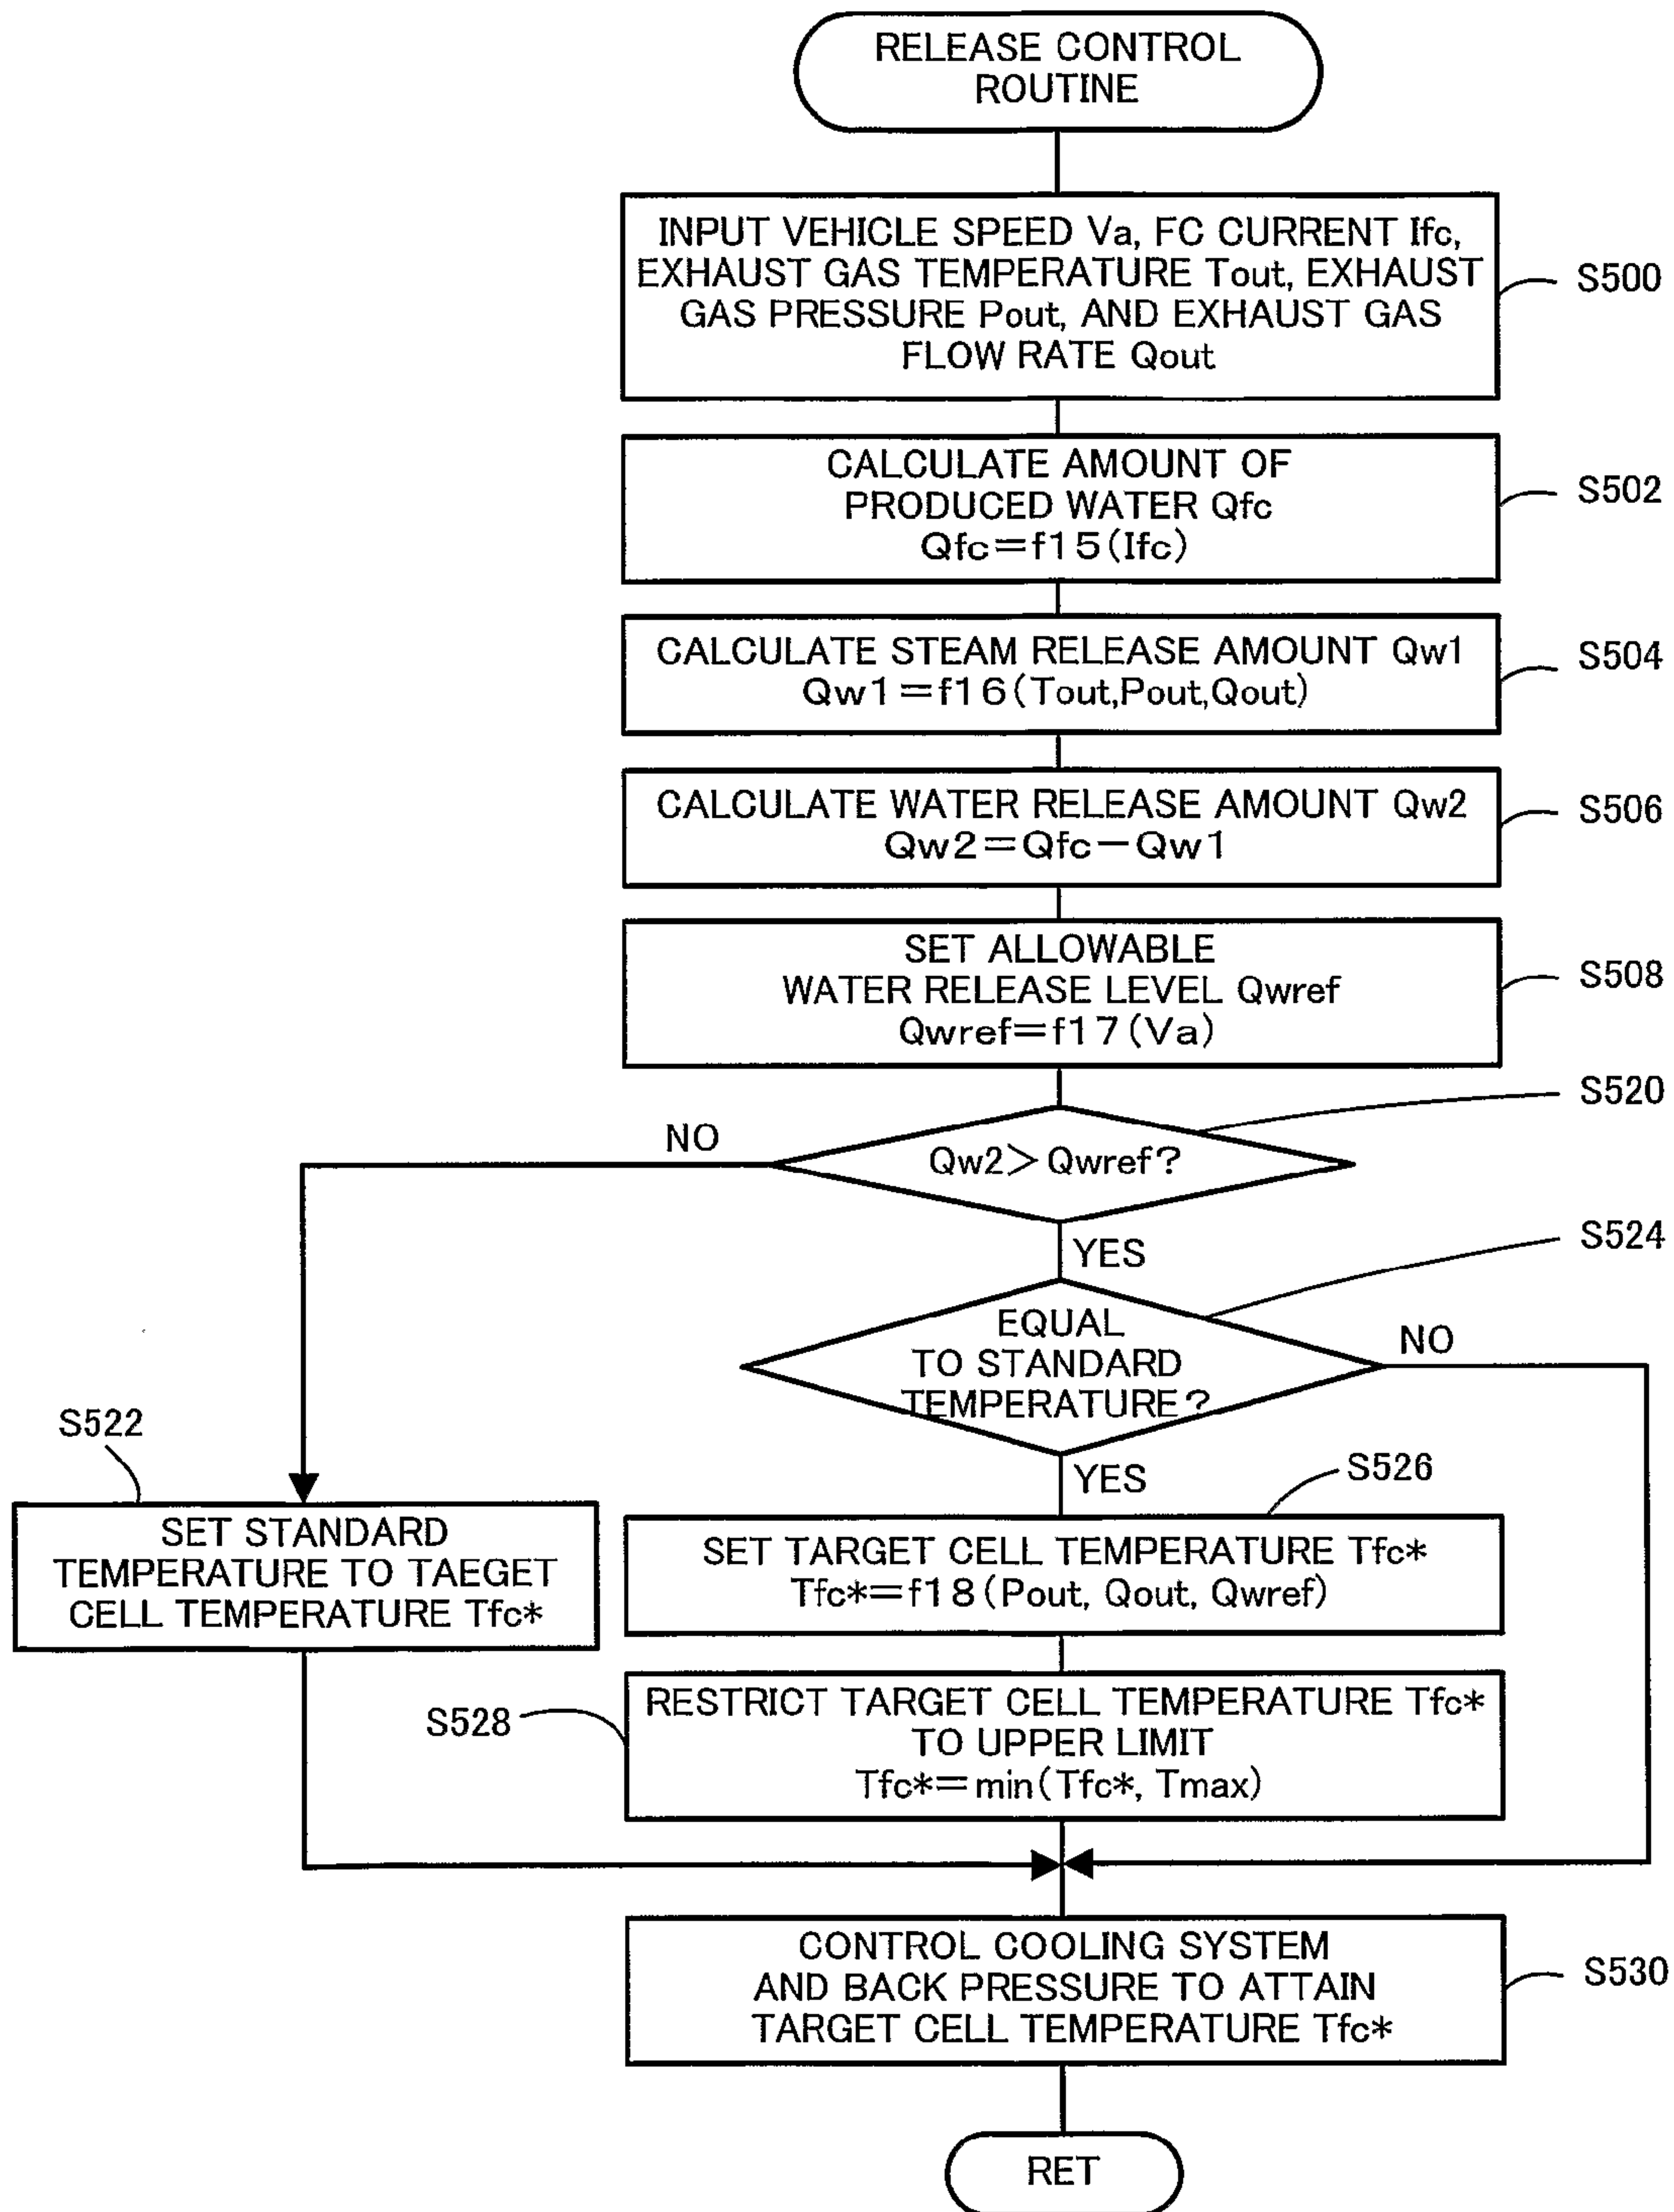 RELEASE CONTROL
ROUTINE
INPUT VEHICLE SPEED Va, FC CURRENT Ifc,
EXHAUST GAS TEMPERATURE Tout, EXHAUST
GAS PRESSURE Pout, AND EXHAUST GAS
FLOW RATE Qout
S500
CALCULATE AMOUNT OF
PRODUCED WATER Qfc
Qfc=f15(Ifc)
S502
CALCULATE STEAM RELEASE AMOUNT Qw1
Qw1=f16(Tout,Pout,Qout)
S504
CALCULATE WATER RELEASE AMOUNT Qw2
Qw2=Qfc−Qw1
S506
SET ALLOWABLE
WATER RELEASE LEVEL Qwref
Qwref=f17(Va)
S508
S520
NO
Qw2>Qwref?
YES
S524
EQUAL
TO STANDARD
TEMPERATURE?
NO
YES
S522
SET STANDARD
TEMPERATURE TO TAEGET
CELL TEMPERATURE Tfc*
S526
SET TARGET CELL TEMPERATURE Tfc*
Tfc*=f18(Pout, Qout, Qwref)
S528
RESTRICT TARGET CELL TEMPERATURE Tfc*
TO UPPER LIMIT
Tfc*=min(Tfc*, Tmax)
CONTROL COOLING SYSTEM
AND BACK PRESSURE TO ATTAIN
TARGET CELL TEMPERATURE Tfc*
S530
RET